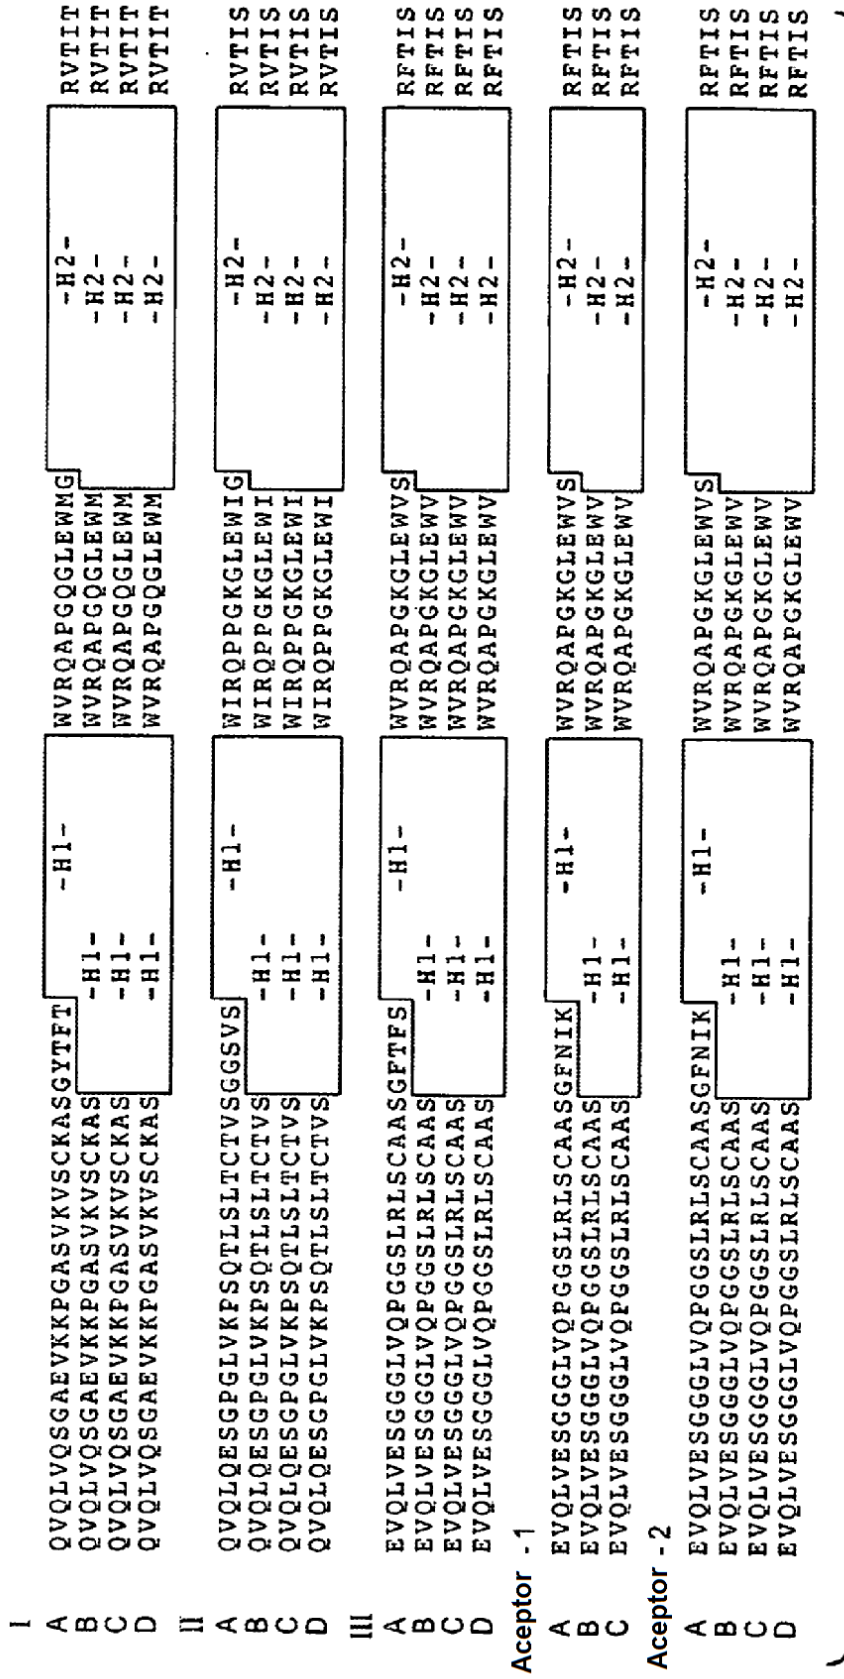 I
A QVQLVQSGAEVKKPGASVKVSCKASGYTFT -H1- WVRQAPGQGLEWMG -H2- RVTIT
B QVQLVQSGAEVKKPGASVKVSCKAS -H1- WVRQAPGQGLEWM -H2- RVTIT
C QVQLVQSGAEVKKPGASVKVSCKAS -H1- WVRQAPGQGLEWM -H2- RVTIT
D QVQLVQSGAEVKKPGASVKVSCKAS -H1- WVRQAPGQGLEWM -H2- RVTIT
II
A QVQLQESGPGLVKPSQTLSLTCTVSGGSVS -H1- WIRQPPGKGLEWIG -H2- RVTIS
B QVQLQESGPGLVKPSQTLSLTCTVS -H1- WIRQPPGKGLEWI -H2- RVTIS
C QVQLQESGPGLVKPSQTLSLTCTVS -H1- WIRQPPGKGLEWI -H2- RVTIS
D QVQLQESGPGLVKPSQTLSLTCTVS -H1- WIRQPPGKGLEWI -H2- RVTIS
III
A EVQLVESGGGLVQPGGSLRLSCAASGFTFS -H1- WVRQAPGKGLEWVS -H2- RFTIS
B EVQLVESGGGLVQPGGSLRLSCAAS -H1- WVRQAPGKGLEWV -H2- RFTIS
C EVQLVESGGGLVQPGGSLRLSCAAS -H1- WVRQAPGKGLEWV -H2- RFTIS
D EVQLVESGGGLVQPGGSLRLSCAAS -H1- WVRQAPGKGLEWV -H2- RFTIS
Aceptor - 1
A EVQLVESGGGLVQPGGSLRLSCAASGFNIK -H1- WVRQAPGKGLEWVS -H2- RFTIS
B EVQLVESGGGLVQPGGSLRLSCAAS -H1- WVRQAPGKGLEWV -H2- RFTIS
C EVQLVESGGGLVQPGGSLRLSCAAS -H1- WVRQAPGKGLEWV -H2- RFTIS
Aceptor - 2
A EVQLVESGGGLVQPGGSLRLSCAASGFNIK -H1- WVRQAPGKGLEWVS -H2- RFTIS
B EVQLVESGGGLVQPGGSLRLSCAAS -H1- WVRQAPGKGLEWV -H2- RFTIS
C EVQLVESGGGLVQPGGSLRLSCAAS -H1- WVRQAPGKGLEWV -H2- RFTIS
D EVQLVESGGGLVQPGGSLRLSCAAS -H1- WVRQAPGKGLEWV -H2- RFTIS